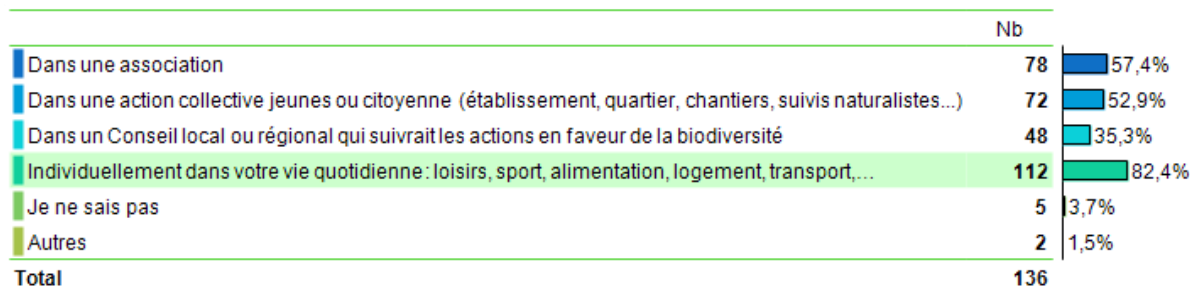 Nb
Dans une association 78 57,4%
Dans une action collective jeunes ou citoyenne (établissement, quartier, chantiers, suivis naturalistes...) 72 52,9%
Dans un Conseil local ou régional qui suivrait les actions en faveur de la biodiversité 48 35,3%
Individuellement dans votre vie quotidienne : loisirs, sport, alimentation, logement, transport,... 112 82,4%
Je ne sais pas 5 3,7%
Autres 2 1,5%
Total 136